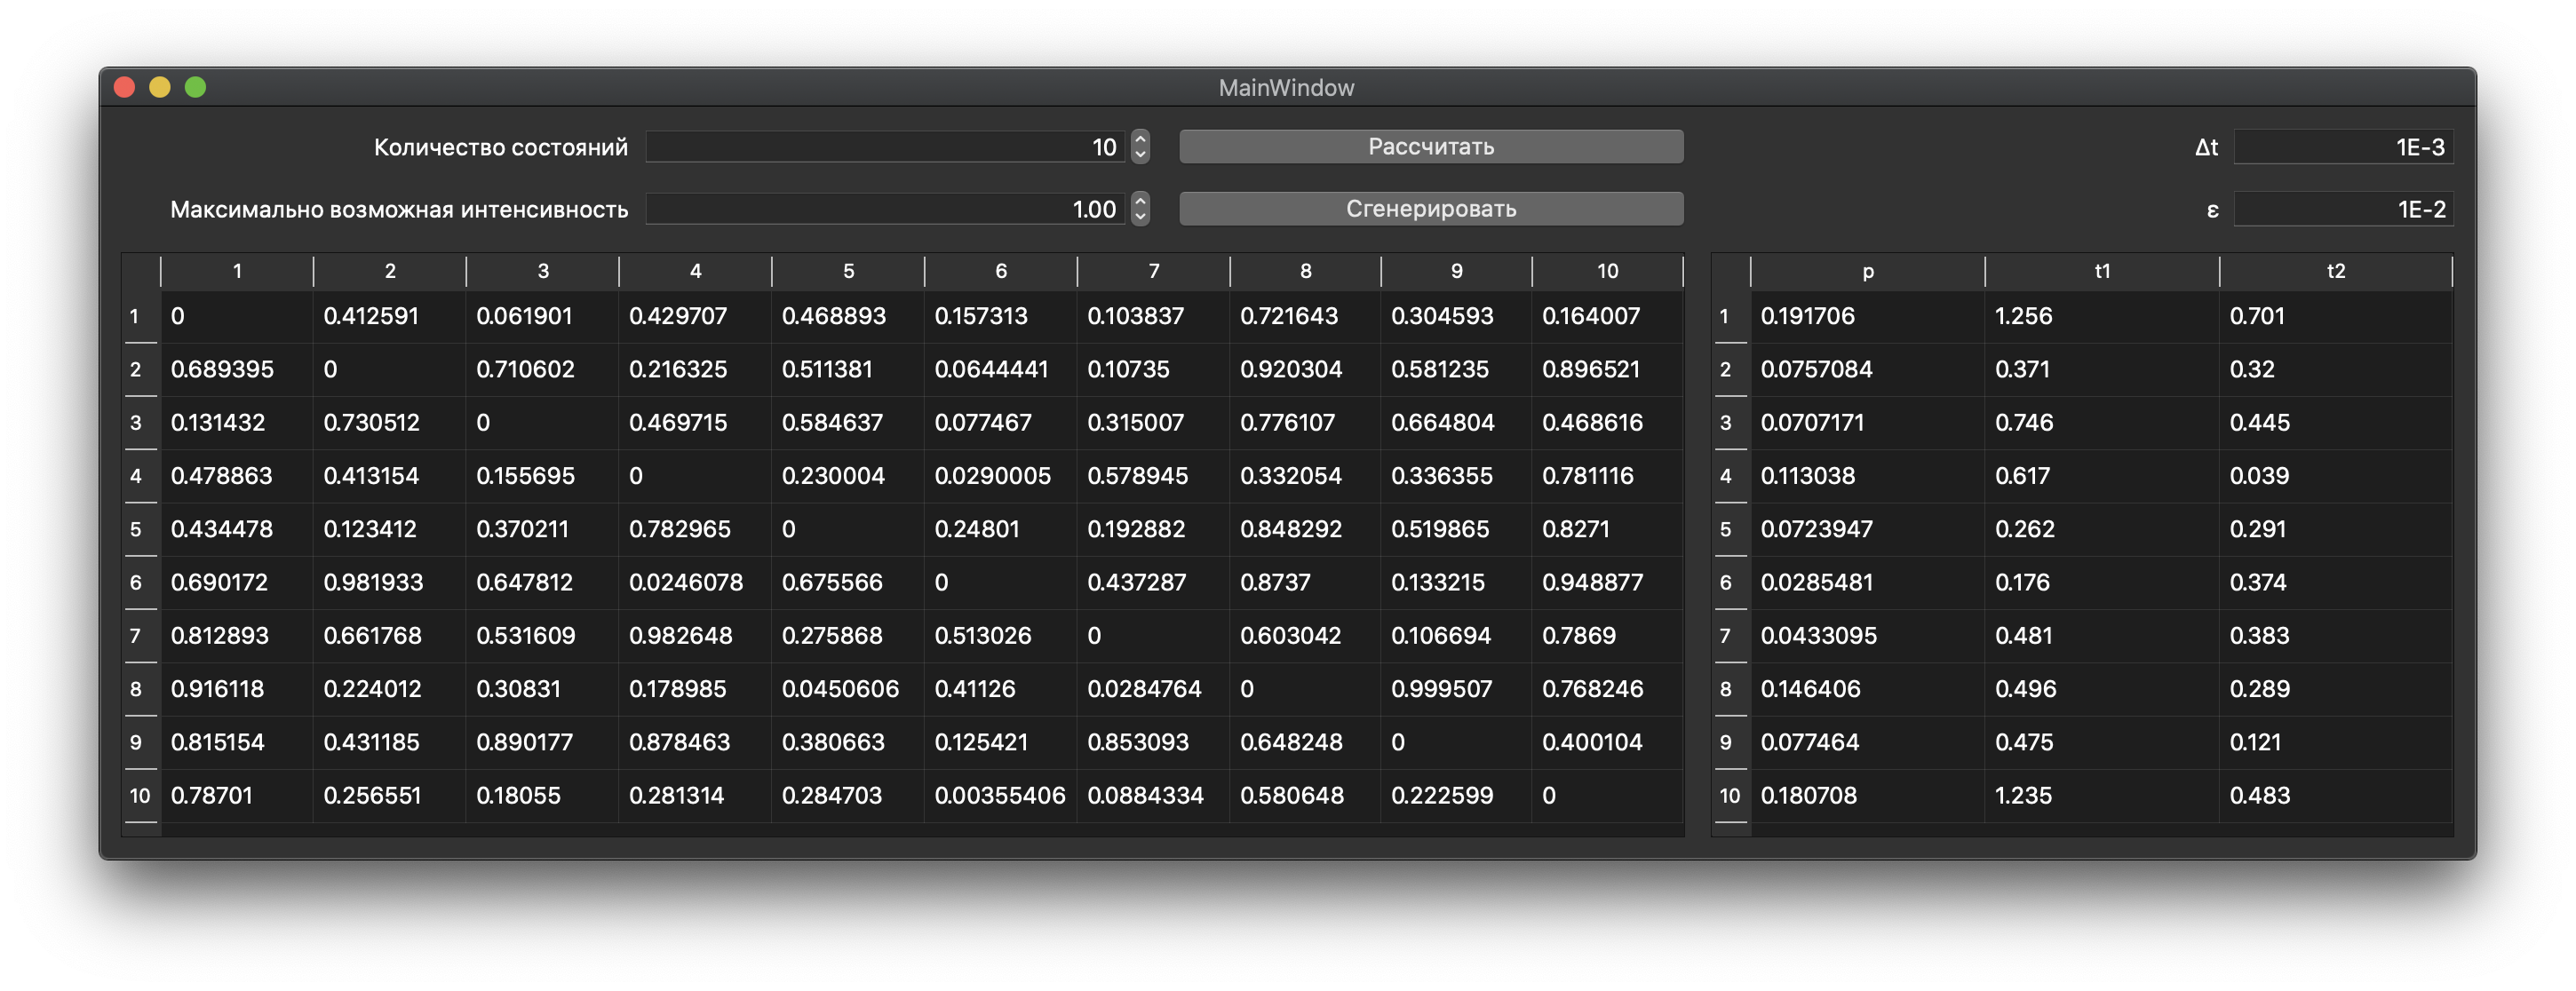 MainWindow
Количество состояний 10 Рассчитать Δt 1E-3
Максимально возможная интенсивность 1.00 Сгенерировать ε 1E-2
1 2 3 4 5 6 7 8 9 10 p t1 t2
1 0 0.412591 0.061901 0.429707 0.468893 0.157313 0.103837 0.721643 0.304593 0.164007 1 0.191706 1.256 0.701
2 0.689395 0 0.710602 0.216325 0.511381 0.0644441 0.10735 0.920304 0.581235 0.896521 2 0.0757084 0.371 0.32
3 0.131432 0.730512 0 0.469715 0.584637 0.077467 0.315007 0.776107 0.664804 0.468616 3 0.0707171 0.746 0.445
4 0.478863 0.413154 0.155695 0 0.230004 0.0290005 0.578945 0.332054 0.336355 0.781116 4 0.113038 0.617 0.039
5 0.434478 0.123412 0.370211 0.782965 0 0.24801 0.192882 0.848292 0.519865 0.8271 5 0.0723947 0.262 0.291
6 0.690172 0.981933 0.647812 0.0246078 0.675566 0 0.437287 0.8737 0.133215 0.948877 6 0.0285481 0.176 0.374
7 0.812893 0.661768 0.531609 0.982648 0.275868 0.513026 0 0.603042 0.106694 0.7869 7 0.0433095 0.481 0.383
8 0.916118 0.224012 0.30831 0.178985 0.0450606 0.41126 0.0284764 0 0.999507 0.768246 8 0.146406 0.496 0.289
9 0.815154 0.431185 0.890177 0.878463 0.380663 0.125421 0.853093 0.648248 0 0.400104 9 0.077464 0.475 0.121
10 0.78701 0.256551 0.18055 0.281314 0.284703 0.00355406 0.0884334 0.580648 0.222599 0 10 0.180708 1.235 0.483